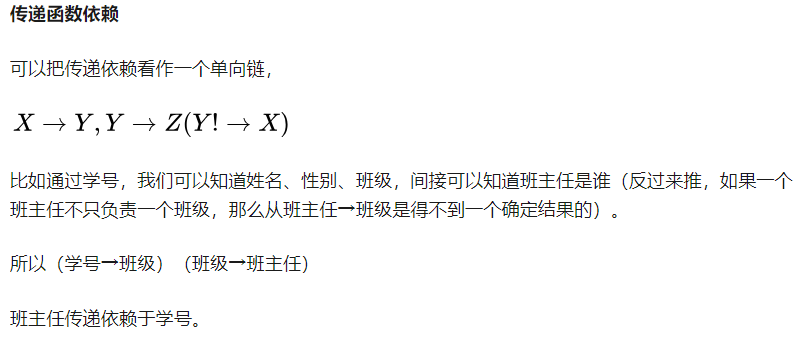 传递函数依赖
可以把传递依赖看作一个单向链，
X → Y, Y → Z(Y! → X)
比如通过学号，我们可以知道姓名、性别、班级，间接可以知道班主任是谁（反过来推，如果一个
班主任不只负责一个班级，那么从班主任→班级是得不到一个确定结果的）。
所以（学号→班级）（班级→班主任）
班主任传递依赖于学号。